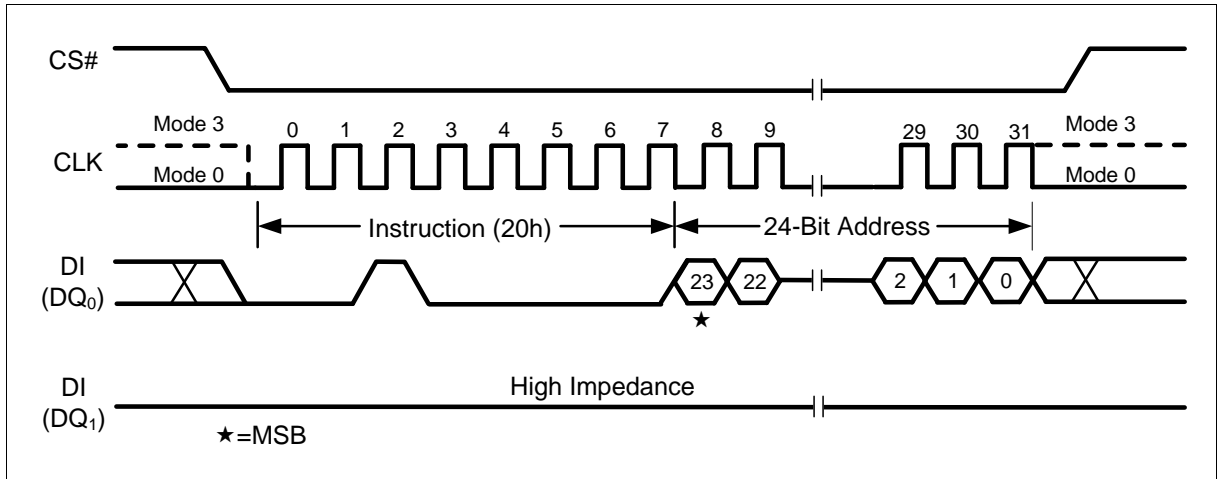 CS#
Mode 3
0 1 2 3 4 5 6 7 8 9 29 30 31
Mode 3
CLK
Mode 0
Mode 0
Instruction (20h)
24-Bit Address
DI
(DQ0)
23 22 2 1 0
★
High Impedance
DI
(DQ1)
★=MSB